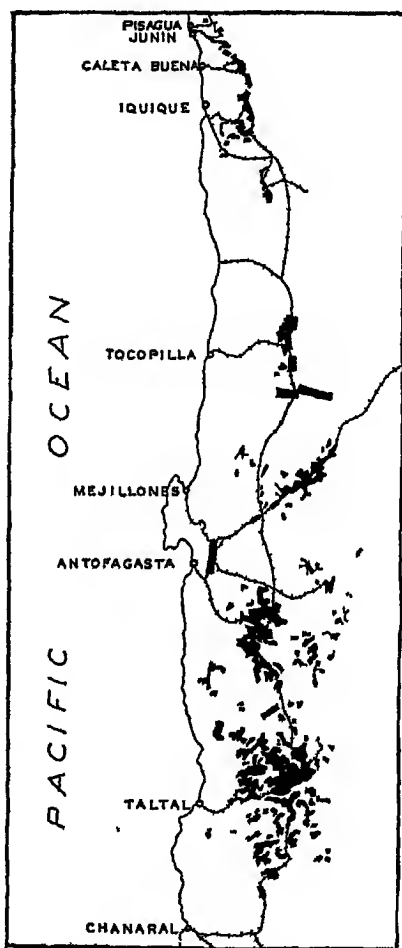 PISAGUA
JUNIN
CALETA BUENA
IQUIQUE
OCEAN
TOCOPILLA
MEJILLONES
ANTOFAGASTA
PACIFIC
TALTAL
CHANARAL